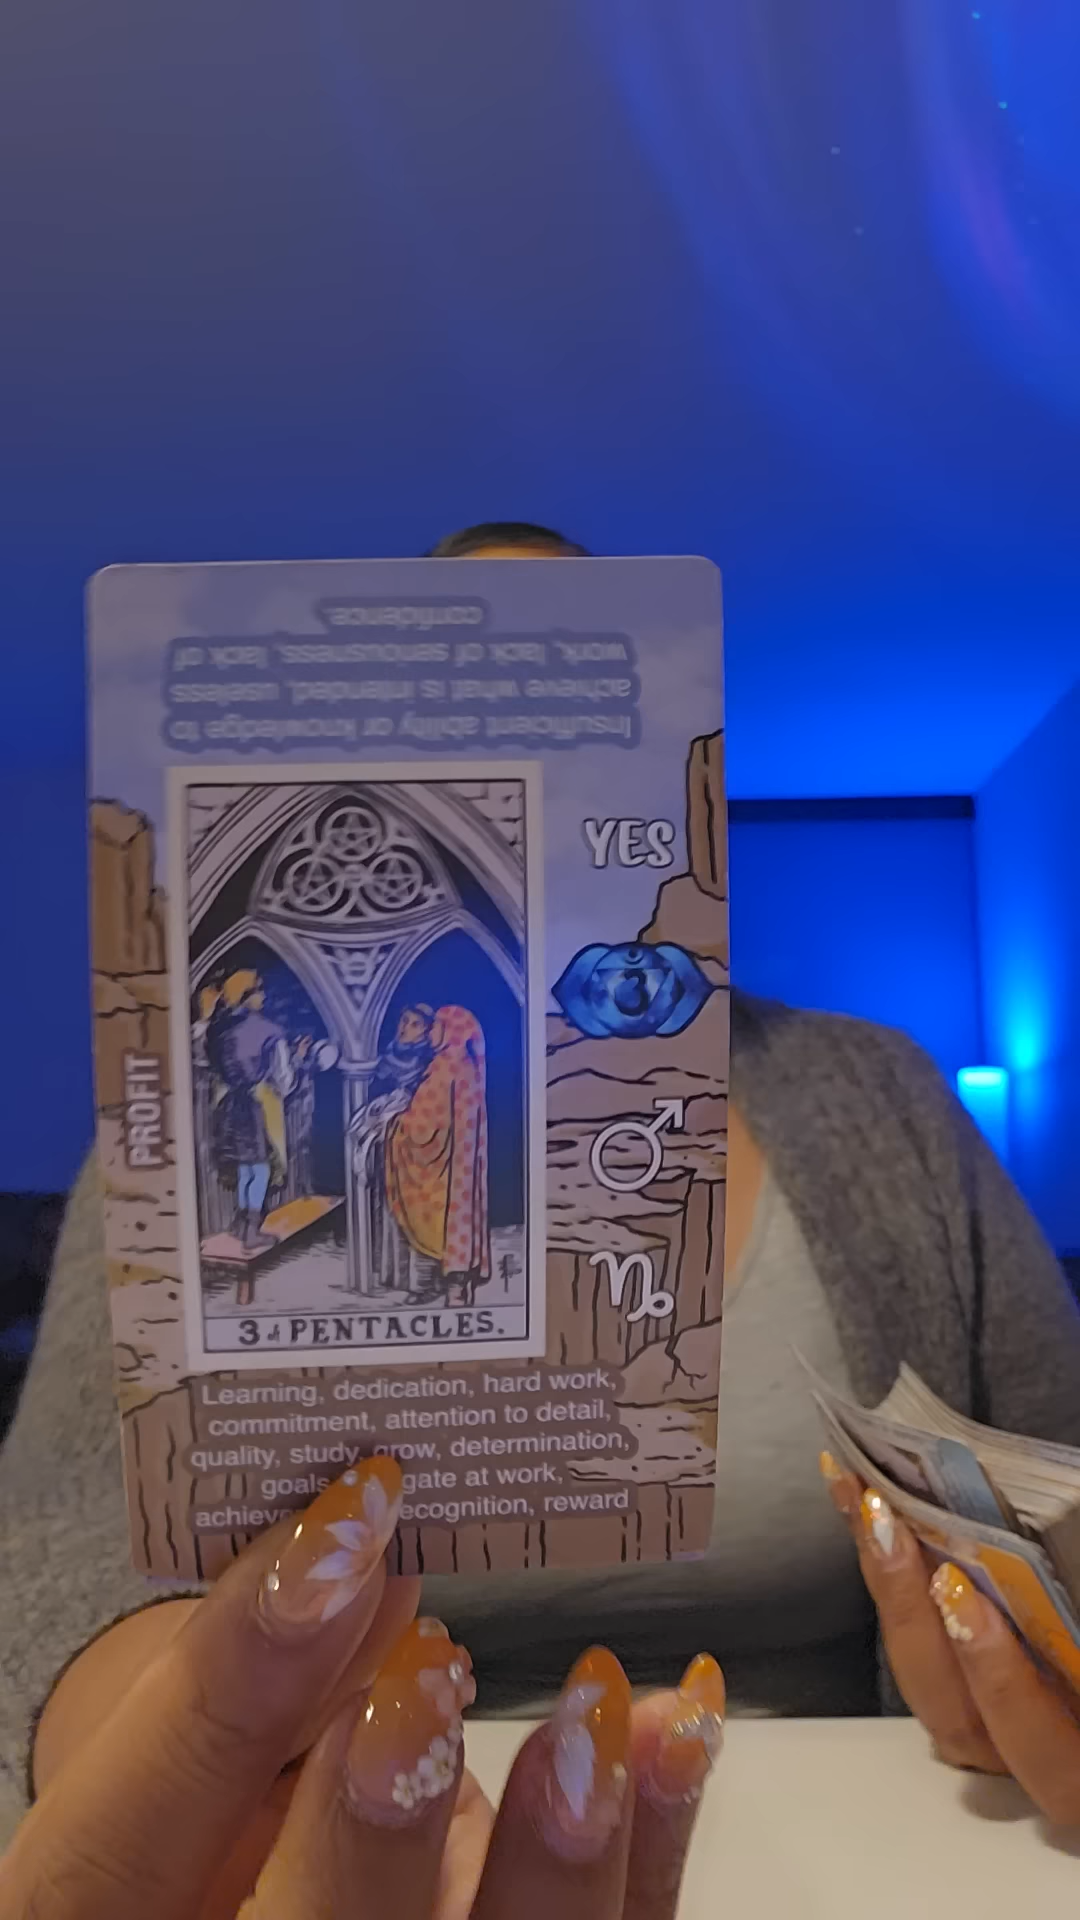 confidence.
work, lack of seriousness, lack of
achieve what is intended, useless
Insufficient ability or knowledge to
YES
PROFIT
3 of PENTACLES.
Learning, dedication, hard work,
commitment, attention to detail,
quality, study, grow, determination,
goals gate at work,
recognition, reward